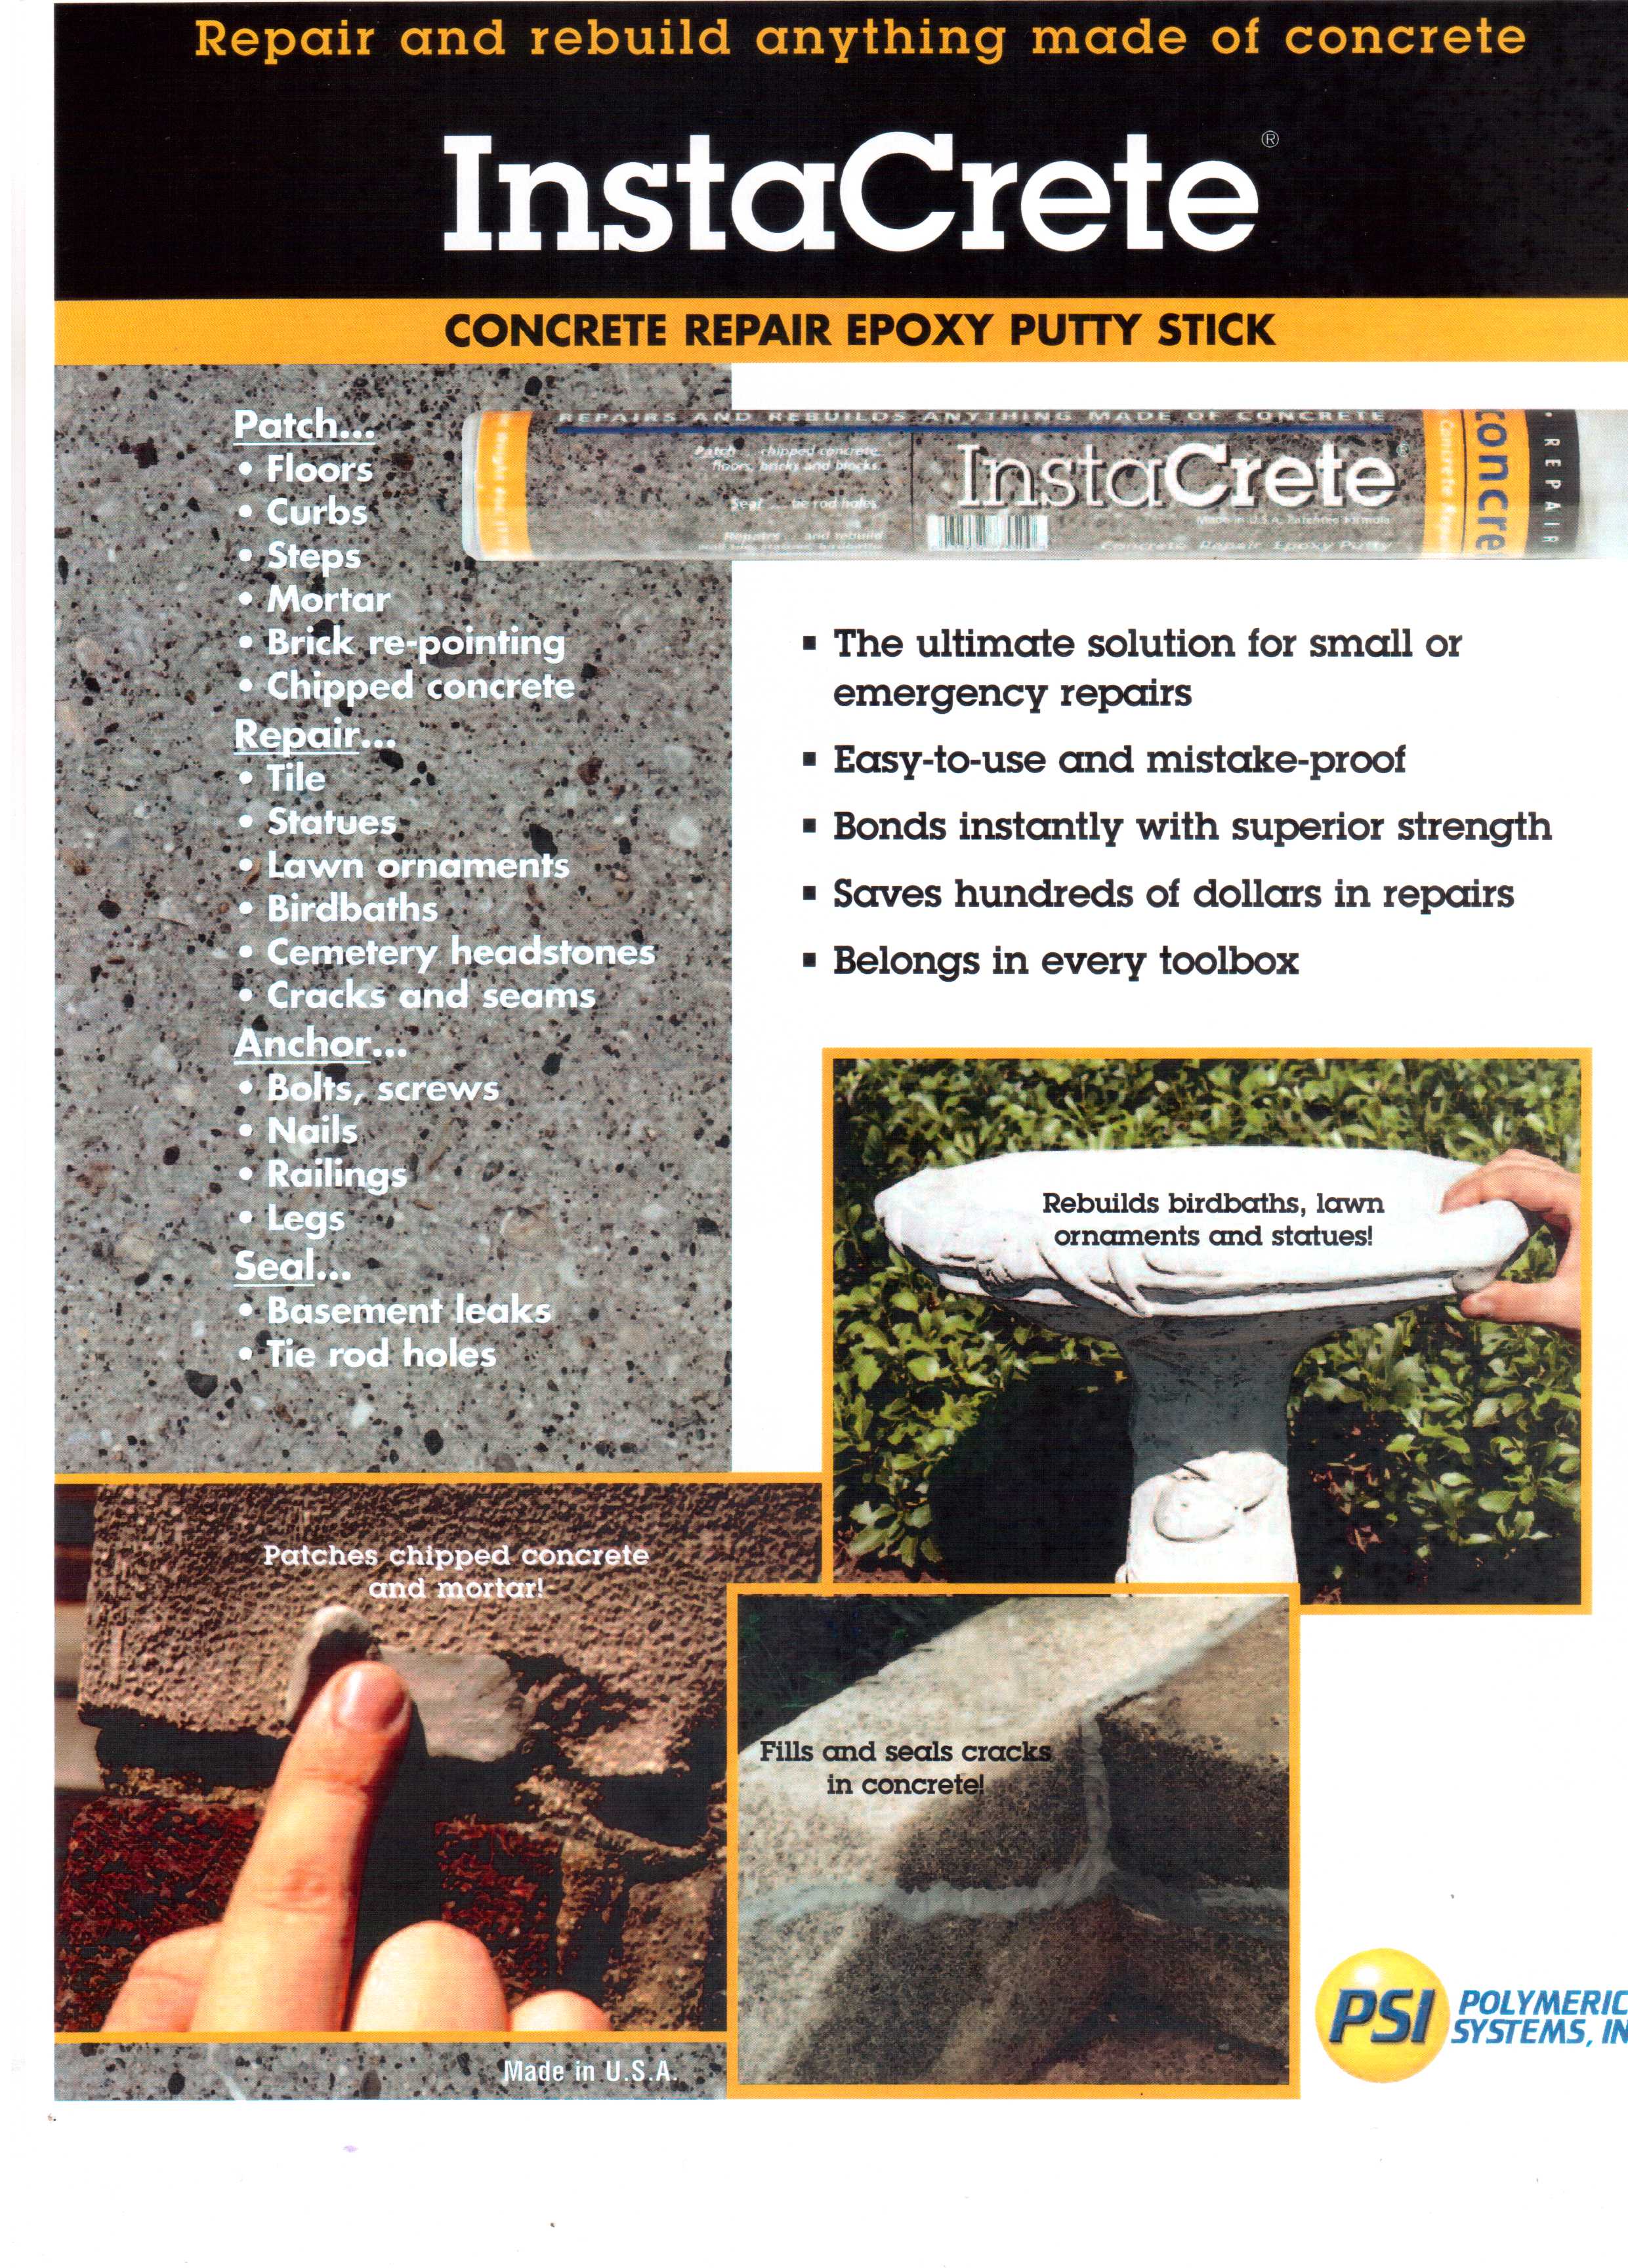 Repair and rebuild anything made of concrete
InstaCrete®
CONCRETE REPAIR EPOXY PUTTY STICK
Patch...
• Floors
• Curbs
• Steps
• Mortar
• Brick re-pointing
• Chipped concrete
Repair...
• Tile
• Statues
• Lawn ornaments
• Birdbaths
• Cemetery headstones
• Cracks and seams
Anchor...
• Bolts, screws
• Nails
• Railings
• Legs
Seal...
• Basement leaks
• Tie rod holes
REPAIRS AND REBUILDS ANYTHING MADE OF CONCRETE
Patch ... chipped concrete,
floors, bricks and blocks.
Seal ... tie rod holes.
Repairs ... and rebuild
InstaCrete®
Made in U.S.A. Patented formula
Concrete Repair Epoxy Putty
Concrete
concre
• REPAIR
▪ The ultimate solution for small or
emergency repairs
▪ Easy-to-use and mistake-proof
▪ Bonds instantly with superior strength
▪ Saves hundreds of dollars in repairs
▪ Belongs in every toolbox
Rebuilds birdbaths, lawn
ornaments and statues!
Patches chipped concrete
and mortar!
Fills and seals cracks
in concrete!
Made in U.S.A.
PSI
POLYMERIC
SYSTEMS, IN